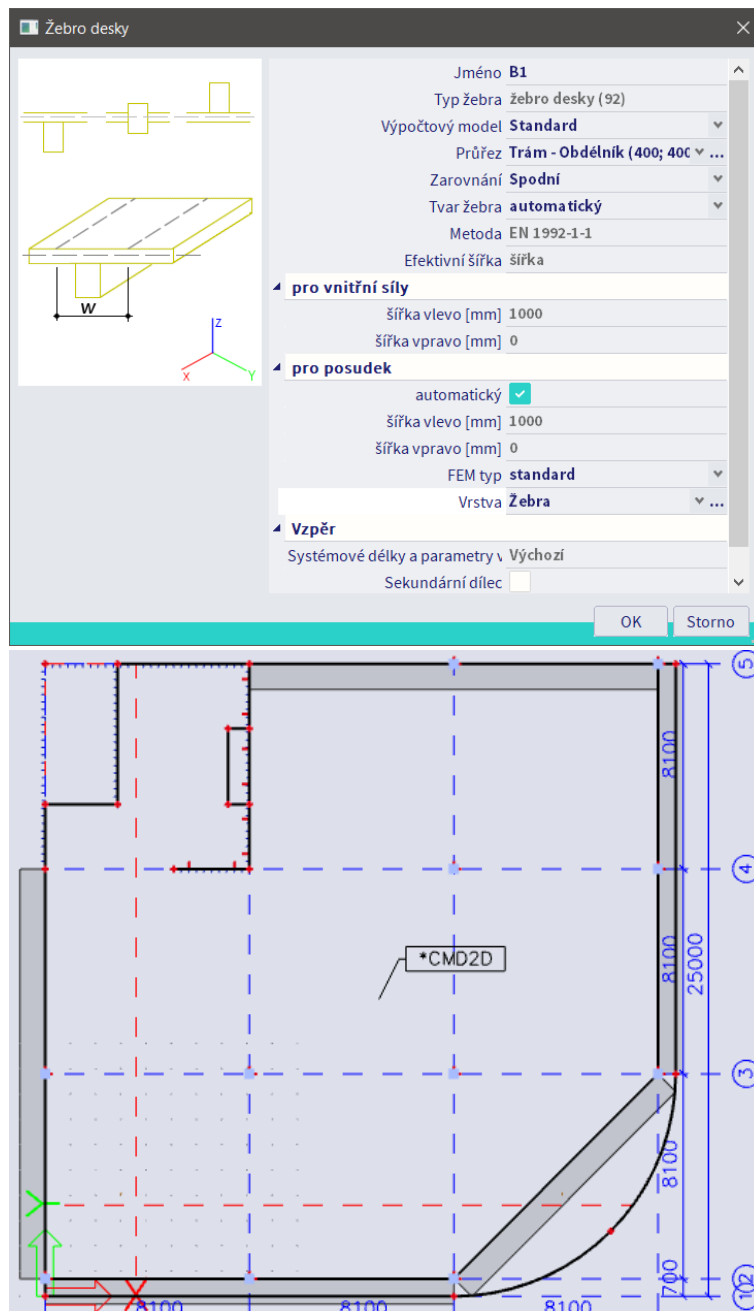 Žebro desky
Jméno B1
Typ žebra žebro desky (92)
Výpočtový model Standard
Průřez Trám - Obdélník (400; 400 ...
Zarovnání Spodní
Tvar žebra automatický
Metoda EN 1992-1-1
Efektivní šířka šířka
pro vnitřní síly
šířka vlevo [mm] 1000
šířka vpravo [mm] 0
pro posudek
automatický
šířka vlevo [mm] 1000
šířka vpravo [mm] 0
FEM typ standard
Vrstva Žebra ...
Vzpěr
Systémové délky a parametry v Výchozí
Sekundární dílec
w
z
x
Y
OK Storno
5
8100
4
*CMD2D
8100
25000
3
8100
Y
700
2
1
X
8100
8100
8100